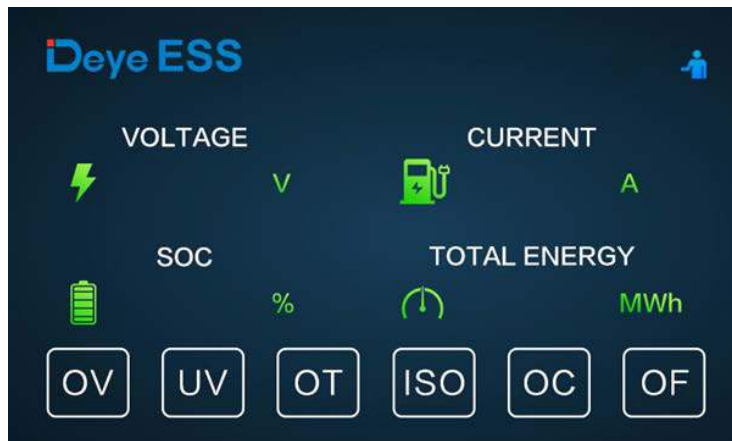 Deye ESS
VOLTAGE CURRENT
V A
SOC TOTAL ENERGY
% MWh
OV UV OT ISO OC OF